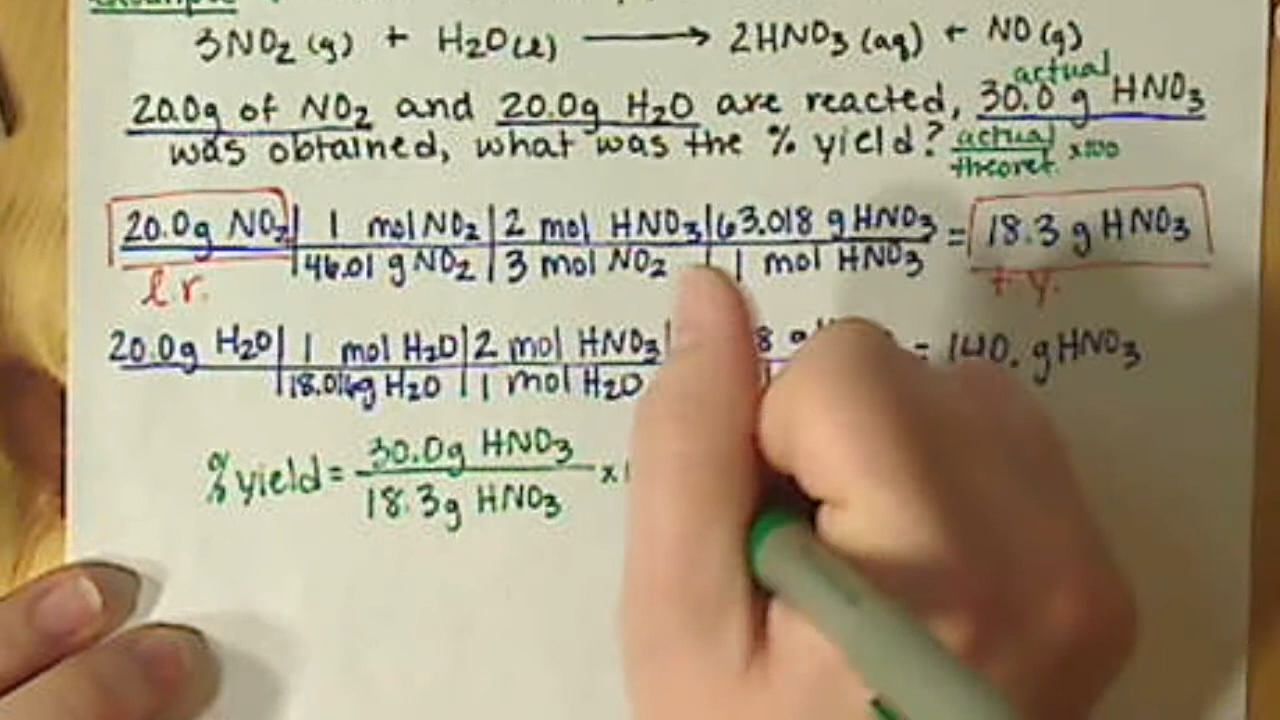 3NO₂(g) + H₂O(l) ⟶ 2HNO₃(aq) + NO(g)
actual
20.0g of NO₂ and 20.0g H₂O are reacted, 30.0 g HNO₃
was obtained, what was the % yield? actual x100
theoret.
20.0g NO₂ 1 mol NO₂ 2 mol HNO₃ 63.018 g HNO₃ = 18.3 g HNO₃
46.01 g NO₂ 3 mol NO₂ 1 mol HNO₃
l.r. t.y.
20.0g H₂O 1 mol H₂O 2 mol HNO₃ = 140. g HNO₃
18.016g H₂O 1 mol H₂O
% yield = 30.0g HNO₃ x
18.3g HNO₃